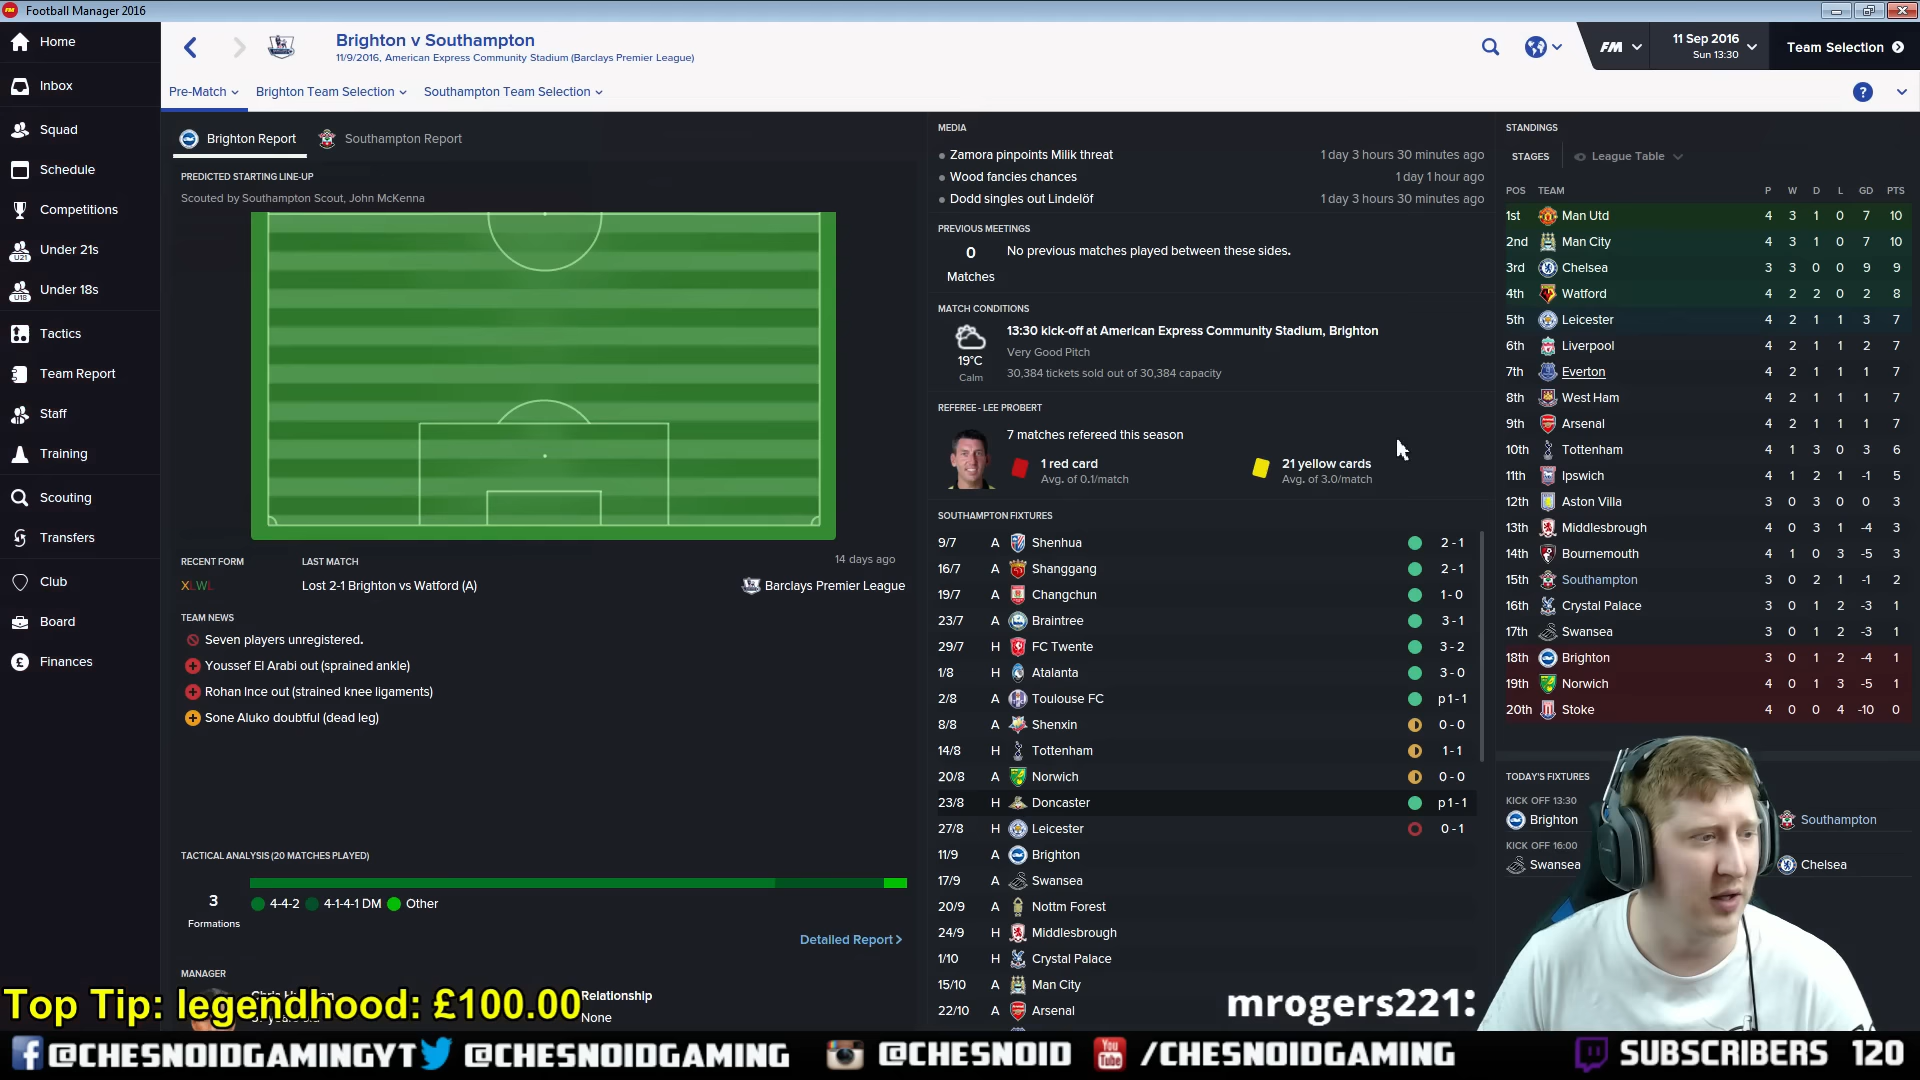 Football Manager 2016
Home
Inbox
Squad
Schedule
Competitions
U21 Under 21s
U18 Under 18s
Tactics
Team Report
Staff
Training
Scouting
Transfers
Club
Board
£ Finances
Brighton v Southampton
11/9/2016, American Express Community Stadium (Barclays Premier League)
FM
11 Sep 2016
Sun 13:30
Team Selection
Pre-Match
Brighton Team Selection
Southampton Team Selection
?
Brighton Report
Southampton Report
PREDICTED STARTING LINE-UP
Scouted by Southampton Scout, John McKenna
RECENT FORM
XLWL
LAST MATCH
14 days ago
Lost 2-1 Brighton vs Watford (A)
Barclays Premier League
TEAM NEWS
Seven players unregistered.
Youssef El Arabi out (sprained ankle)
Rohan Ince out (strained knee ligaments)
Sone Aluko doubtful (dead leg)
TACTICAL ANALYSIS (20 MATCHES PLAYED)
3
Formations
4-4-2
4-1-4-1 DM
Other
Detailed Report >
MANAGER
Relationship
None
MEDIA
Zamora pinpoints Milik threat 1 day 3 hours 30 minutes ago
Wood fancies chances 1 day 1 hour ago
Dodd singles out Lindelöf 1 day 3 hours 30 minutes ago
PREVIOUS MEETINGS
0
Matches
No previous matches played between these sides.
MATCH CONDITIONS
19°C
Calm
13:30 kick-off at American Express Community Stadium, Brighton
Very Good Pitch
30,384 tickets sold out of 30,384 capacity
REFEREE - LEE PROBERT
7 matches refereed this season
1 red card
Avg. of 0.1/match
21 yellow cards
Avg. of 3.0/match
SOUTHAMPTON FIXTURES
9/7 A Shenhua 2 - 1
16/7 A Shanggang 2 - 1
19/7 A Changchun 1 - 0
23/7 A Braintree 3 - 1
29/7 H FC Twente 3 - 2
1/8 H Atalanta 3 - 0
2/8 H Toulouse FC p 1 - 1
8/8 A Shenxin 0 - 0
14/8 H Tottenham 1 - 1
20/8 A Norwich 0 - 0
23/8 H Doncaster p 1 - 1
27/8 H Leicester 0 - 1
11/9 A Brighton
17/9 A Swansea
20/9 A Nottm Forest
24/9 H Middlesbrough
1/10 H Crystal Palace
15/10 A Man City
22/10 A Arsenal
STANDINGS
STAGES
League Table
POS TEAM P W D L GD PTS
1st Man Utd 4 3 1 0 7 10
2nd Man City 4 3 1 0 7 10
3rd Chelsea 3 3 0 0 9 9
4th Watford 4 2 2 0 2 8
5th Leicester 4 2 1 1 3 7
6th Liverpool 4 2 1 1 2 7
7th Everton 4 2 1 1 1 7
8th West Ham 4 2 1 1 1 7
9th Arsenal 4 2 1 1 1 7
10th Tottenham 4 1 3 0 3 6
11th Ipswich 4 1 2 1 -1 5
12th Aston Villa 3 0 3 0 0 3
13th Middlesbrough 4 0 3 1 -4 3
14th Bournemouth 4 1 0 3 -5 3
15th Southampton 3 0 2 1 -1 2
16th Crystal Palace 3 0 1 2 -3 1
17th Swansea 3 0 1 2 -3 1
18th Brighton 3 0 1 2 -4 1
19th Norwich 4 0 1 3 -5 1
20th Stoke 4 0 0 4 -10 0
TODAY'S FIXTURES
KICK OFF 13:30
Brighton
Southampton
KICK OFF 16:00
Swansea
Chelsea
Top Tip: legendhood: £100.00
mrogers221:
@CHESNOIDGAMINGYT
@CHESNOIDGAMING
@CHESNOID
You Tube /CHESNOIDGAMING
SUBSCRIBERS 120